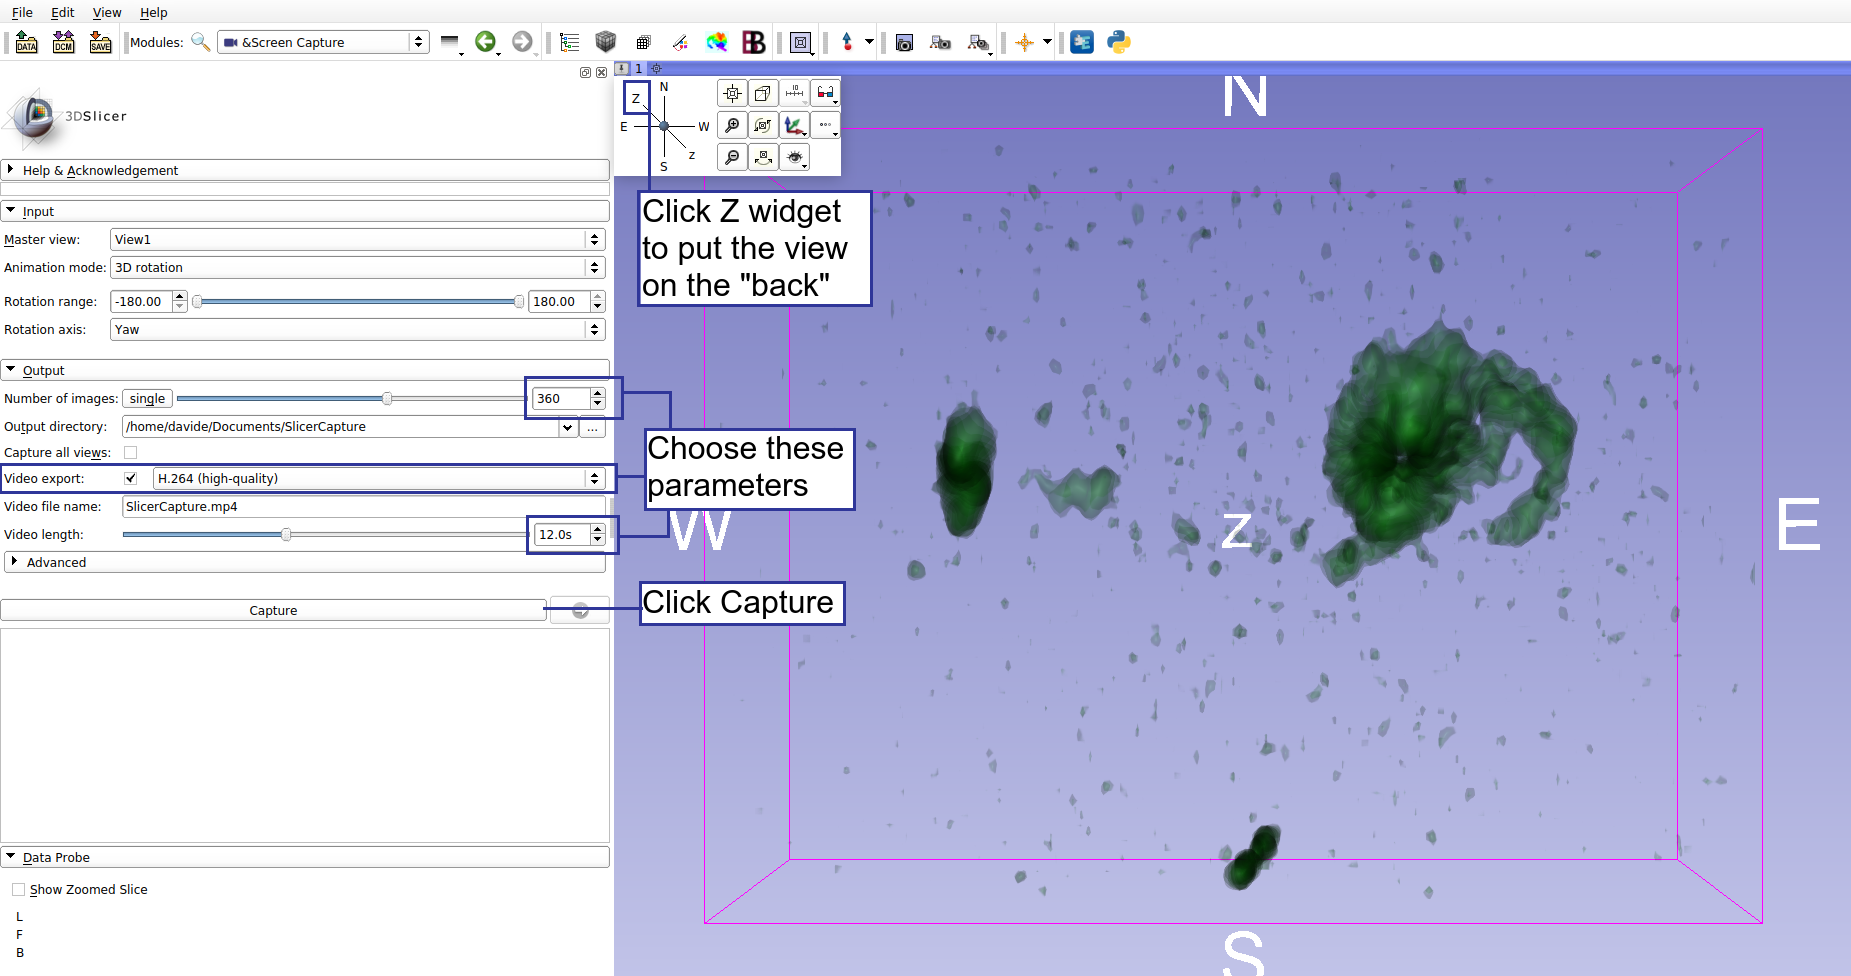 File Edit View Help
DATA DCM SAVE Modules: &Screen Capture
1
3DSlicer
Help & Acknowledgement
Input
Master view: View1
Animation mode: 3D rotation
Rotation range: -180.00 180.00
Rotation axis: Yaw
Output
Number of images: single 360
Output directory: /home/davide/Documents/SlicerCapture ...
Capture all views:
Video export: H.264 (high-quality)
Video file name: SlicerCapture.mp4
Video length: 12.0s
Advanced
Capture
Data Probe
Show Zoomed Slice
L
F
B
N
Z
E W
z
S
Click Z widget
to put the view
on the "back"
Choose these
parameters
Click Capture
N
W
Z
E
S